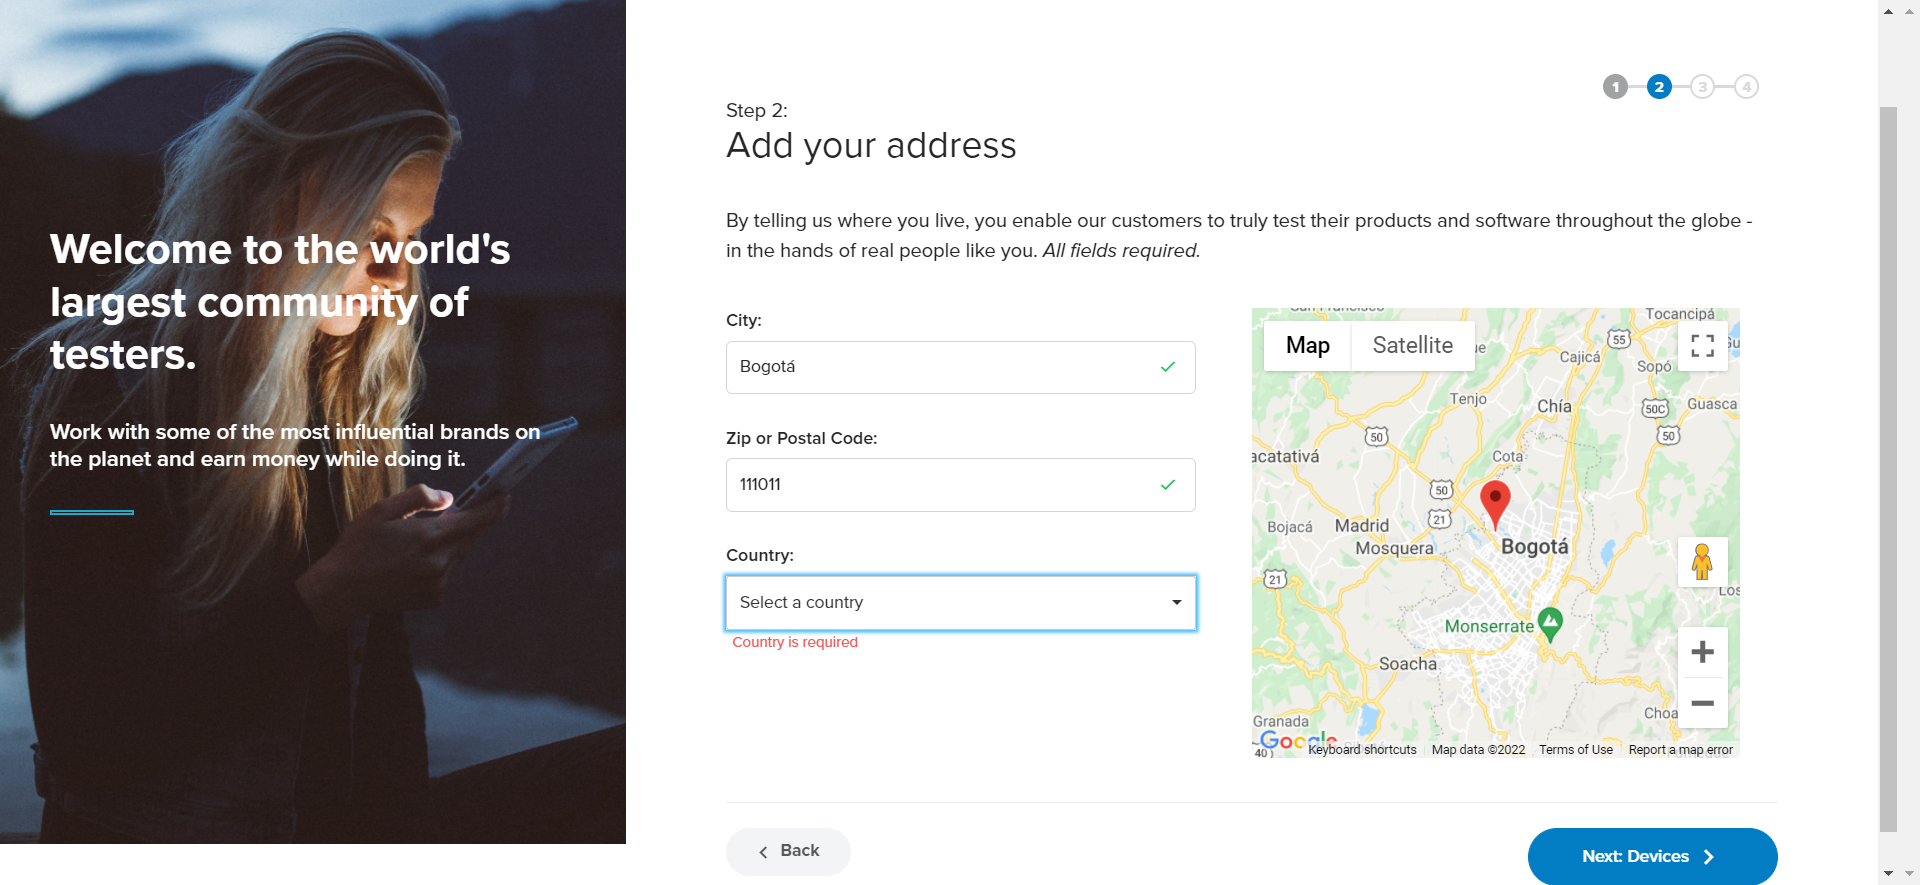 Welcome to the world's
largest community of
testers.
Work with some of the most influential brands on
the planet and earn money while doing it.
1 2 3 4
Step 2:
Add your address
By telling us where you live, you enable our customers to truly test their products and software throughout the globe -
in the hands of real people like you. All fields required.
City:
Bogotá
Zip or Postal Code:
111011
Country:
Select a country
Country is required
Map Satellite
Tocancipá
55
Cajicá
Sopó
Tenjo
Chía
50C
Guasca
50
50
acatativá
Cota
50
21
Bojacá
Madrid
Mosquera
Bogotá
21
Monserrate
Soacha
Granada
40
Google
Keyboard shortcuts
Map data ©2022
Terms of Use
Report a map error
Back
Next: Devices